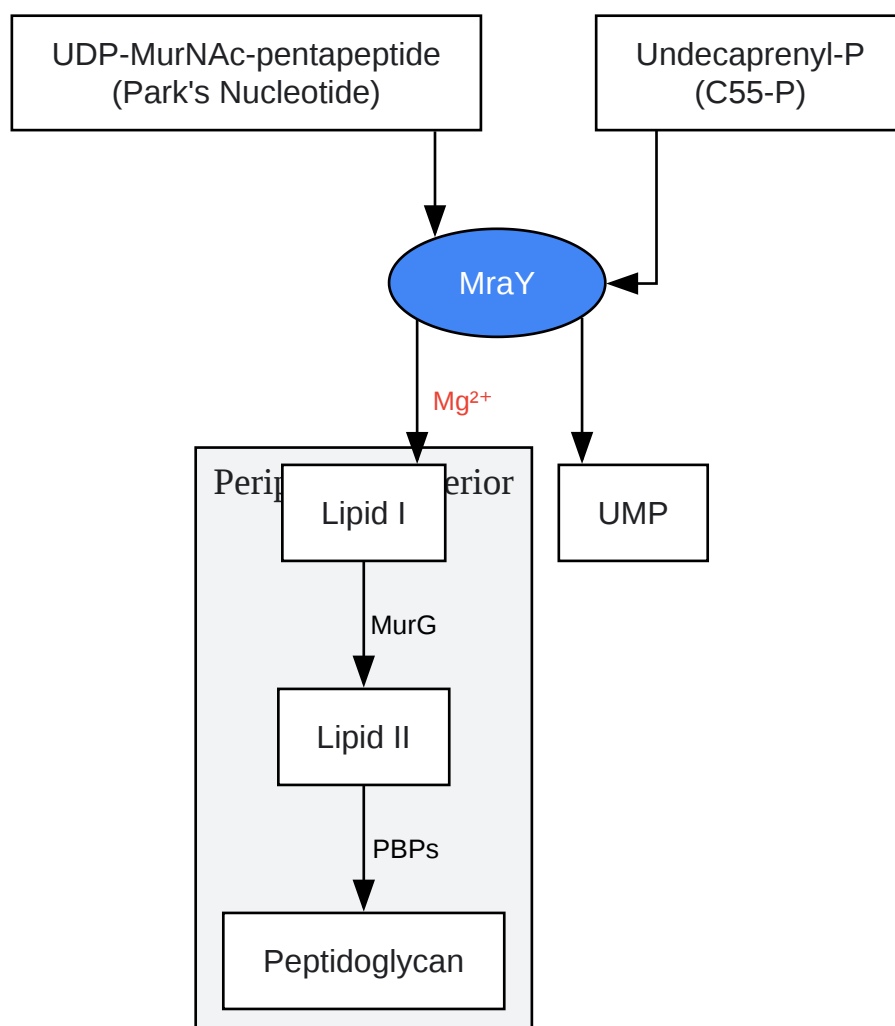 UDP-MurNAc-pentapeptide
(Park's Nucleotide)
Undecaprenyl-P
(C55-P)
MraY
Mg²⁺
Lipid I
UMP
MurG
Lipid II
PBPs
Peptidoglycan